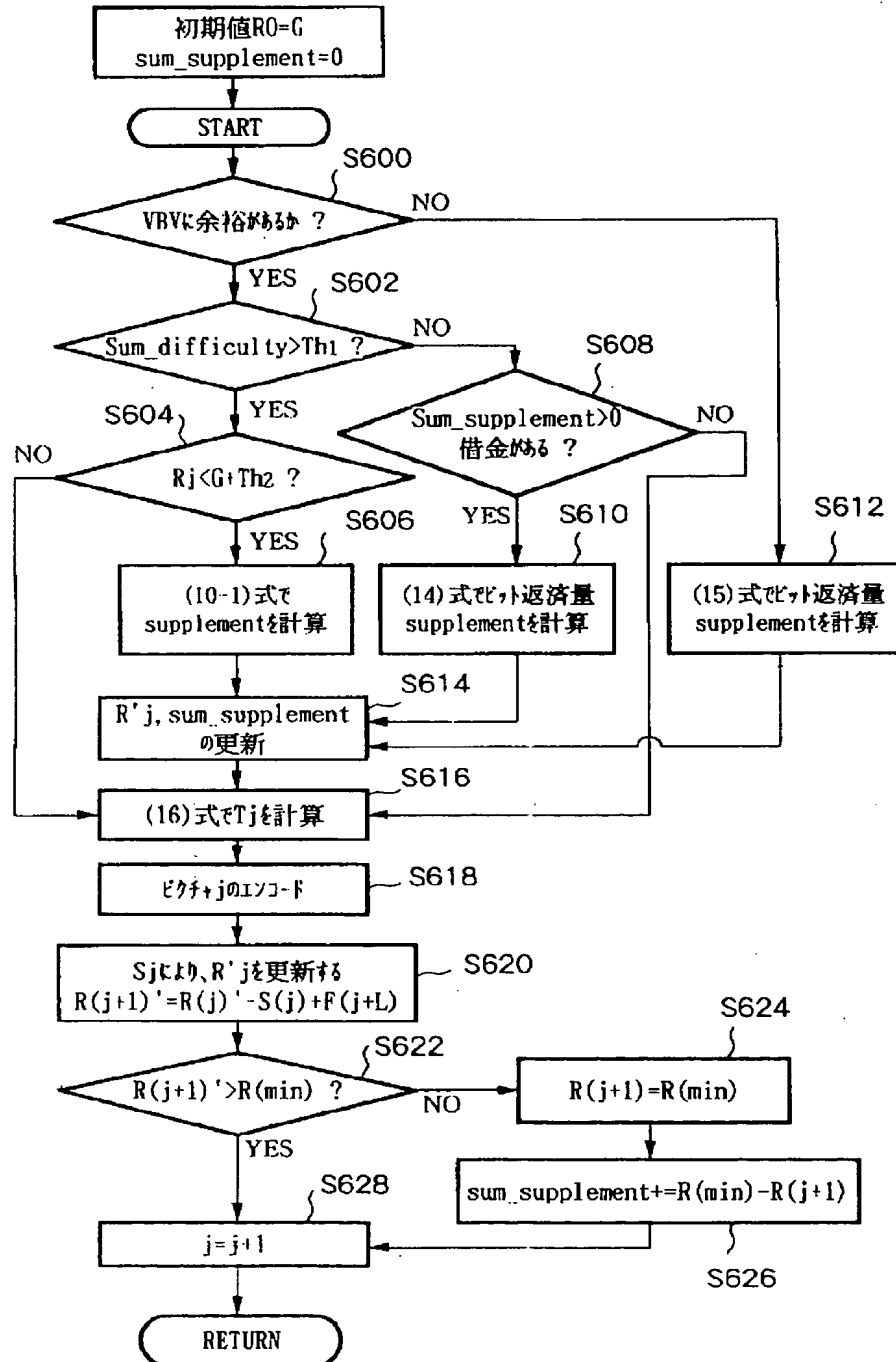 初期値R0=G
sum_supplement=0
START
S600
VBVに余裕があるか ?
NO
YES
S602
Sum_difficulty>Th1 ?
NO
YES
S608
Sum_supplement>0
借金がある ?
NO
YES
S604
NO
Rj<G+Th2 ?
YES
S606
(10-1)式で
supplementを計算
S610
(14)式でビット返済量
supplementを計算
S612
(15)式でビット返済量
supplementを計算
S614
R'j,sum_supplement
の更新
S616
(16)式でTjを計算
S618
ピクチャjのエンコード
S620
Sjにより、R'jを更新する
R(j+1)'=R(j)'-S(j)+F(j+L)
S622
R(j+1)'>R(min) ?
NO
YES
S624
R(j+1)=R(min)
sum_supplement+=R(min)-R(j+1)
S626
S628
j=j+1
RETURN